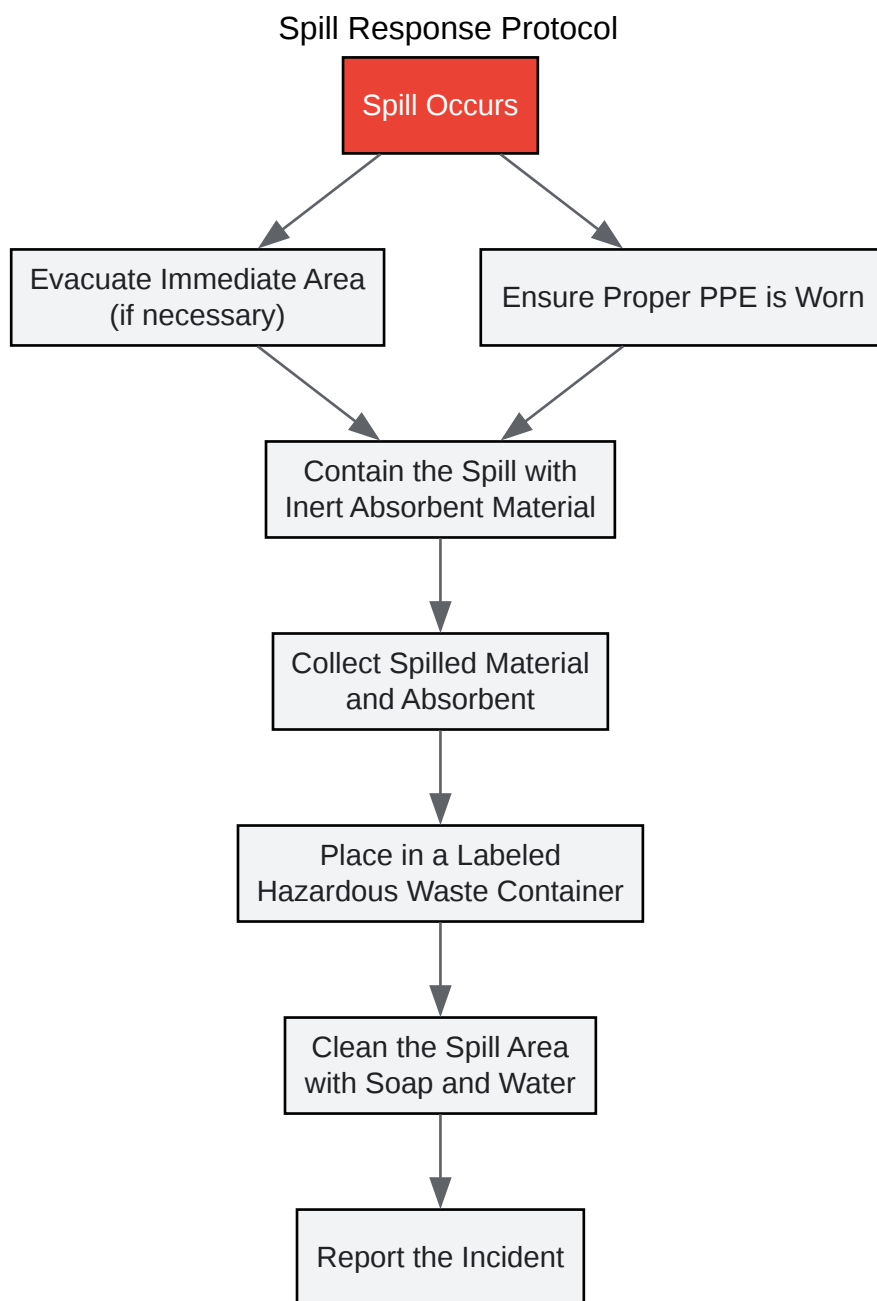 Spill Response Protocol
Spill Occurs
Evacuate Immediate Area
(if necessary)
Ensure Proper PPE is Worn
Contain the Spill with
Inert Absorbent Material
Collect Spilled Material
and Absorbent
Place in a Labeled
Hazardous Waste Container
Clean the Spill Area
with Soap and Water
Report the Incident